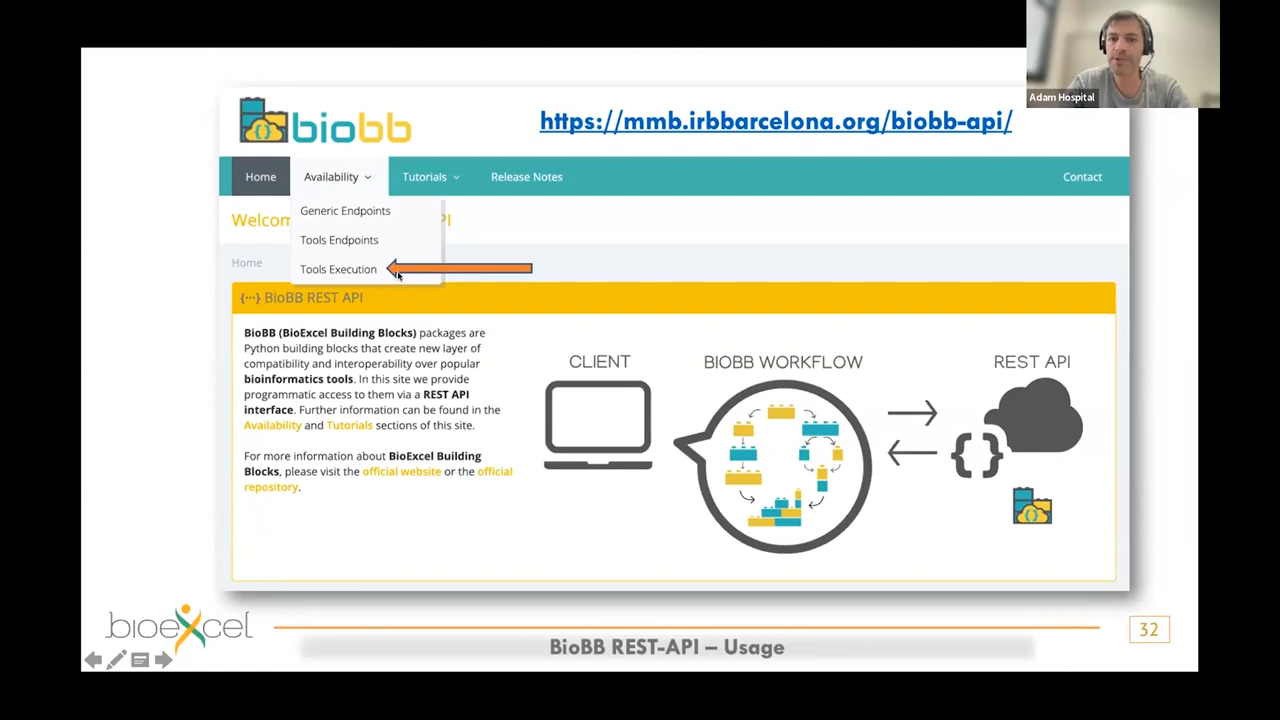 Adam Hospital
biobb
https://mmb.irbbarcelona.org/biobb-api/
Home
Availability
Tutorials
Release Notes
Contact
Generic Endpoints
Tools Endpoints
Tools Execution
Home
{···} BioBB REST API
BioBB (BioExcel Building Blocks) packages are
Python building blocks that create new layer of
compatibility and interoperability over popular
bioinformatics tools. In this site we provide
programmatic access to them via a REST API
interface. Further information can be found in the
Availability and Tutorials sections of this site.
For more information about BioExcel Building
Blocks, please visit the official website or the official
repository.
CLIENT
BIOBB WORKFLOW
REST API
{}
bioexcel
BioBB REST-API – Usage
32